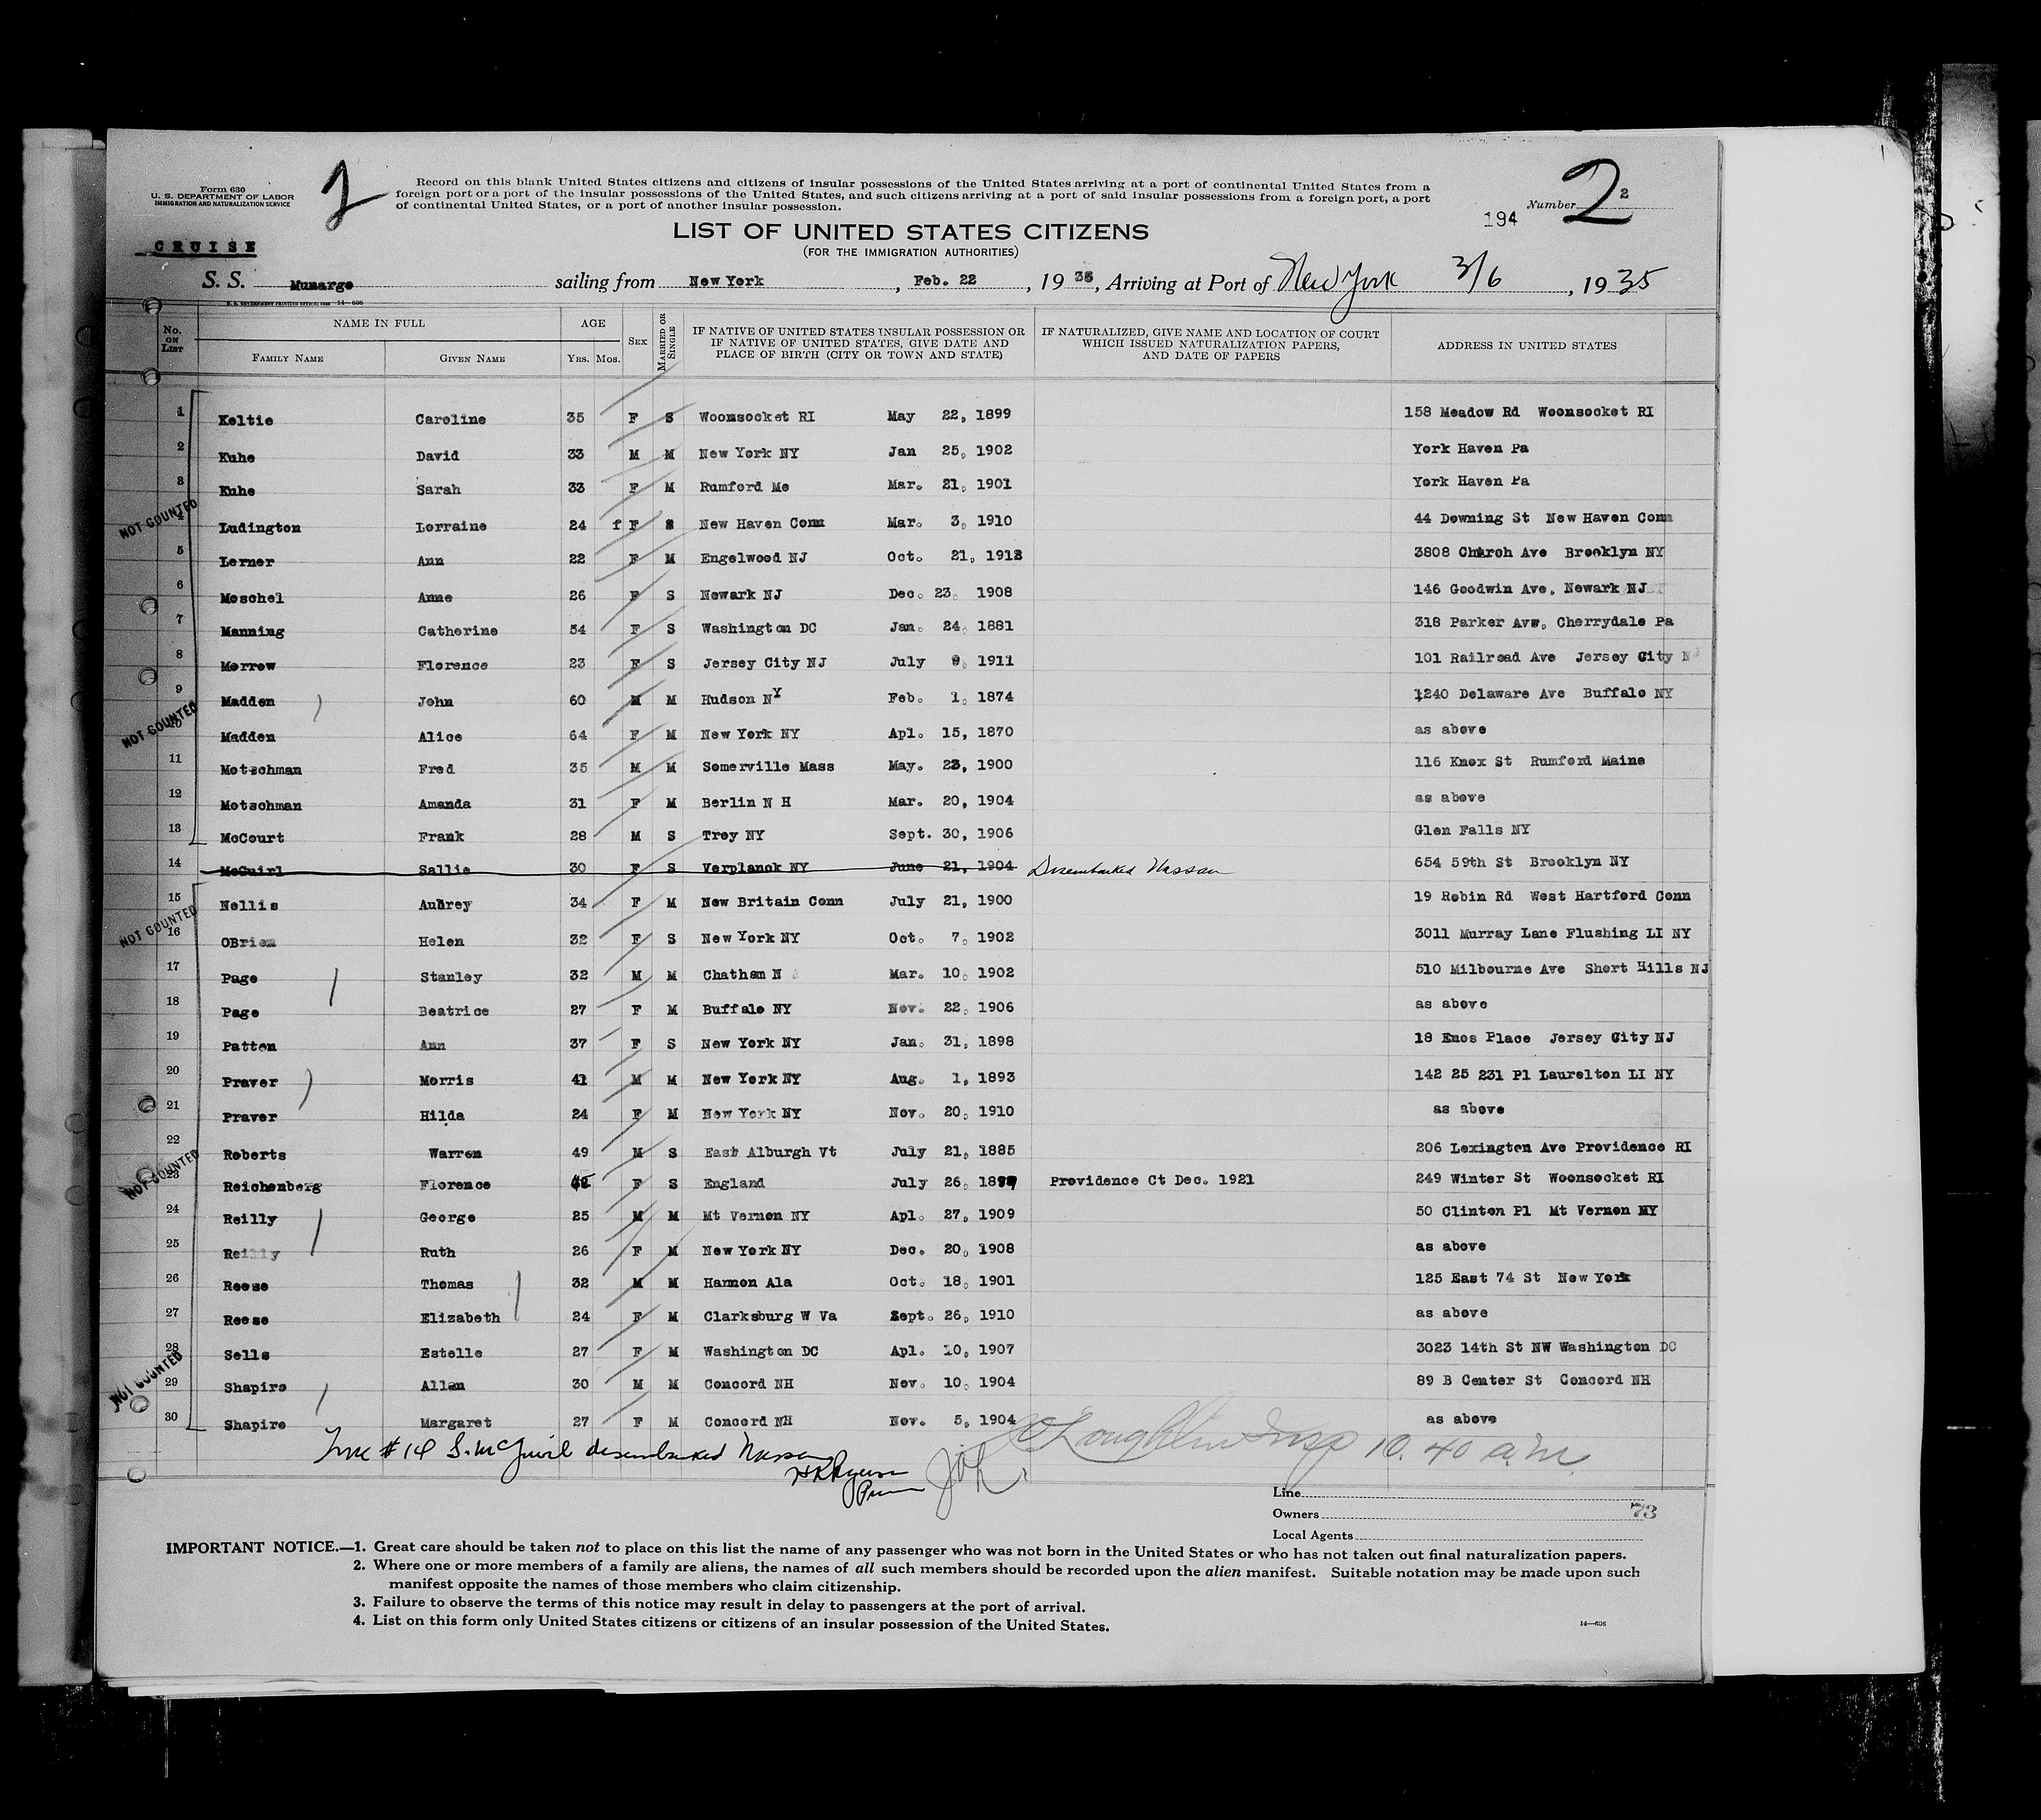 Form 630
U. S. DEPARTMENT OF LABOR
IMMIGRATION AND NATURALIZATION SERVICE
2
Record on this blank United States citizens and citizens of insular possessions of the United States arriving at a port of continental United States from a
foreign port or a port of the insular possessions of the United States, and such citizens arriving at a port of said insular possessions from a foreign port, a port
of continental United States, or a port of another insular possession.
Number 2 2
194
LIST OF UNITED STATES CITIZENS
(FOR THE IMMIGRATION AUTHORITIES)
CRUISE
S. S. Munargo sailing from New York , Feb. 22 , 19 35 , Arriving at Port of New York 3/6 , 1935
U. S. GOVERNMENT PRINTING OFFICE: 14—608
No. ON LIST NAME IN FULL AGE SEX MARRIED OR SINGLE IF NATIVE OF UNITED STATES INSULAR POSSESSION OR IF NATIVE OF UNITED STATES, GIVE DATE AND PLACE OF BIRTH (CITY OR TOWN AND STATE) IF NATURALIZED, GIVE NAME AND LOCATION OF COURT WHICH ISSUED NATURALIZATION PAPERS, AND DATE OF PAPERS ADDRESS IN UNITED STATES
FAMILY NAME GIVEN NAME YRS. MOS.
1 Keltie Caroline 35 F S Woonsocket RI May 22, 1899 158 Meadow Rd Woonsocket RI
2 Kuhe David 33 M M New York NY Jan 25, 1902 York Haven Pa
3 Kuhe Sarah 33 F M Rumford Me Mar. 21, 1901 York Haven Pa
NOT COUNTED
4 Ludington Lorraine 24 f F S New Haven Conn Mar. 3, 1910 44 Downing St New Haven Conn
5 Lerner Ann 22 F M Engelwood NJ Oct. 21, 1912 3808 Church Ave Brooklyn NY
6 Moschel Anne 26 F S Newark NJ Dec. 23, 1908 146 Goodwin Ave, Newark NJ
7 Manning Catherine 54 F S Washington DC Jan. 24, 1881 318 Parker Avw, Cherrydale Pa
8 Morrow Florence 23 F S Jersey City NJ July 9, 1911 101 Railroad Ave Jersey City NJ
9 Madden John 60 M M Hudson NY Feb. 1, 1874 1240 Delaware Ave Buffalo NY
NOT COUNTED
10 Madden Alice 64 F M New York NY Apl. 15, 1870 as above
11 Motschman Fred 35 M M Somerville Mass May. 23, 1900 116 Knox St Rumford Maine
12 Motschman Amanda 31 F M Berlin N H Mar. 20, 1904 as above
13 McCourt Frank 28 M S Troy NY Sept. 30, 1906 Glen Falls NY
14 McGuirl Sallie 30 F S Verplanck NY June 21, 1904 Disembarked Nassau 654 59th St Brooklyn NY
15 Nellis Aubrey 34 F M New Britain Conn July 21, 1900 19 Robin Rd West Hartford Conn
NOT COUNTED
16 OBrien Helen 32 F S New York NY Oct. 7, 1902 3011 Murray Lane Flushing LI NY
17 Page Stanley 32 M M Chatham N Mar. 10, 1902 510 Milbourne Ave Short Hills NJ
18 Page Beatrice 27 F M Buffalo NY Nov. 22, 1906 as above
19 Patten Ann 37 F S New York NY Jan. 31, 1898 18 Enos Place Jersey City NJ
20 Praver Morris 41 M M New York NY Aug. 1, 1893 142 25 231 Pl Laurelton LI NY
21 Praver Hilda 24 F M New York NY Nov. 20, 1910 as above
22 Roberts Warren 49 M S East Alburgh Vt July 21, 1885 206 Lexington Ave Providence RI
NOT COUNTED
23 Reichenberg Florence F S England July 26, Providence Ct Dec. 1921 249 Winter St Woonsocket RI
24 Reilly George 25 M M Mt Vernon NY Apl. 27, 1909 50 Clinton Pl Mt Vernon NY
25 Reilly Ruth 26 F M New York NY Dec. 20, 1908 as above
26 Reese Thomas 32 M M Harmon Ala Oct. 18, 1901 125 East 74 St New York
27 Reese Elizabeth 24 F M Clarksburg W Va Sept. 26, 1910 as above
28 Sells Estelle 27 F M Washington DC Apl. 10, 1907 3023 14th St NW Washington DC
NOT COUNTED
29 Shapiro Allan 30 M M Concord NH Nov. 10, 1904 89 B Center St Concord NH
30 Shapiro Margaret 27 F M Concord NH Nov. 5, 1904 as above
Line #14 S. McGuirl disembarked Nassau
10.40 a.m.
Line
Owners 73
Local Agents
IMPORTANT NOTICE.—1. Great care should be taken not to place on this list the name of any passenger who was not born in the United States or who has not taken out final naturalization papers.
2. Where one or more members of a family are aliens, the names of all such members should be recorded upon the alien manifest. Suitable notation may be made upon such
manifest opposite the names of those members who claim citizenship.
3. Failure to observe the terms of this notice may result in delay to passengers at the port of arrival.
4. List on this form only United States citizens or citizens of an insular possession of the United States.
14—608